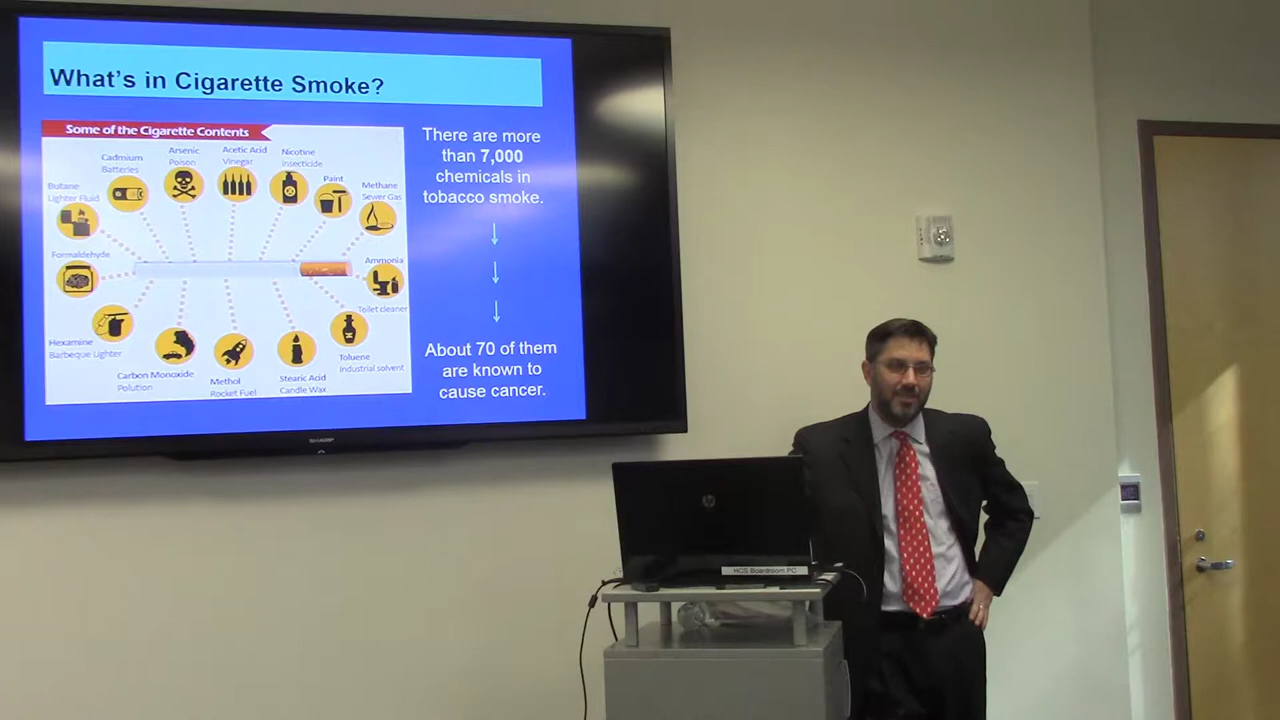 What's in Cigarette Smoke?
Some of the Cigarette Contents
Butane
Lighter Fluid
Cadmium
Batteries
Arsenic
Poison
Acetic Acid
Vinegar
Nicotine
Insecticide
Paint
Methane
Sewer Gas
Formaldehyde
Ammonia
Toilet cleaner
Hexamine
Barbeque Lighter
Carbon Monoxide
Polution
Methol
Rocket Fuel
Stearic Acid
Candle Wax
Toluene
Industrial solvent
There are more
than 7,000
chemicals in
tobacco smoke.
About 70 of them
are known to
cause cancer.
SHARP
hp
HCS Boardroom PC